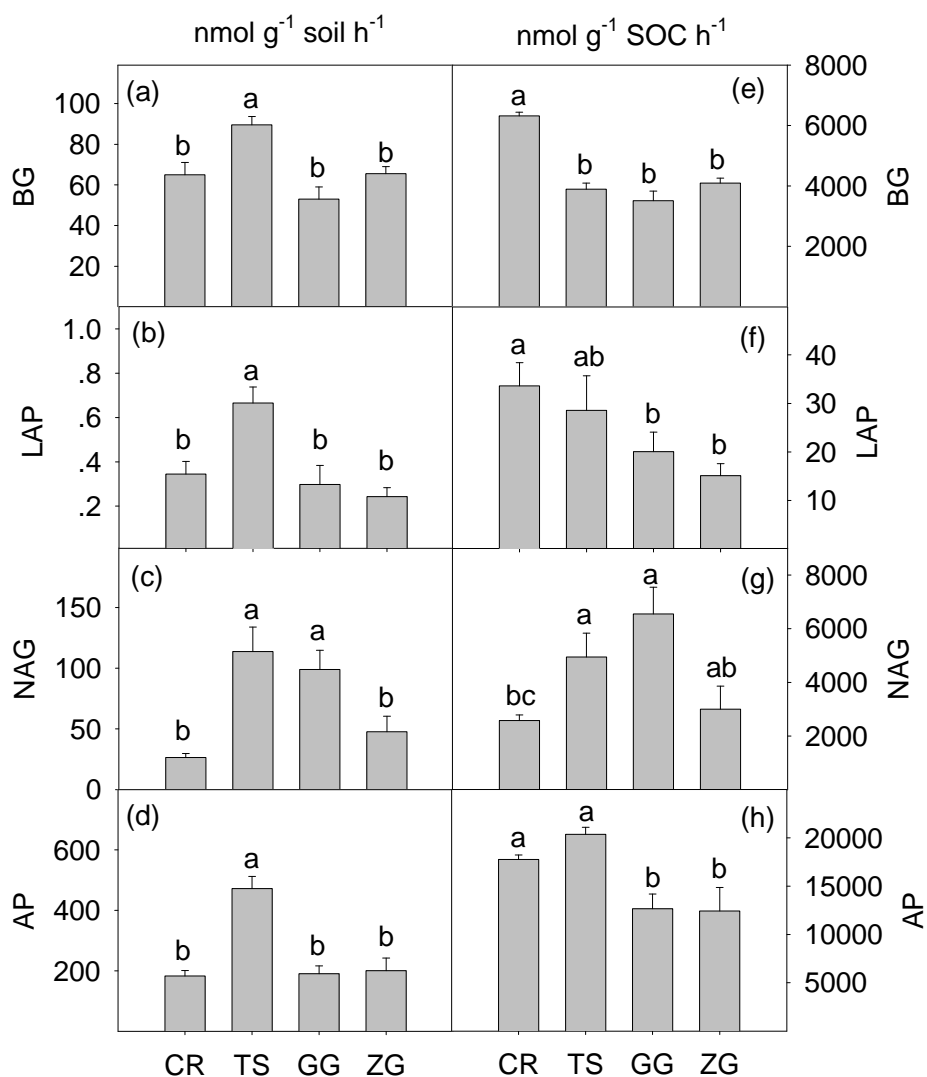 nmol g⁻¹ soil h⁻¹
nmol g⁻¹ SOC h⁻¹
(a)
100
80
60
40
20
BG
b
a
b
b
(e)
8000
6000
4000
2000
BG
a
b
b
b
(b)
1.0
.8
.6
.4
.2
LAP
b
a
b
b
(f)
40
30
20
10
LAP
a
ab
b
b
(c)
150
100
50
0
NAG
b
a
a
b
(g)
8000
6000
4000
2000
NAG
bc
a
a
ab
(d)
600
400
200
AP
b
a
b
b
(h)
20000
15000
10000
5000
AP
a
a
b
b
CR TS GG ZG
CR TS GG ZG